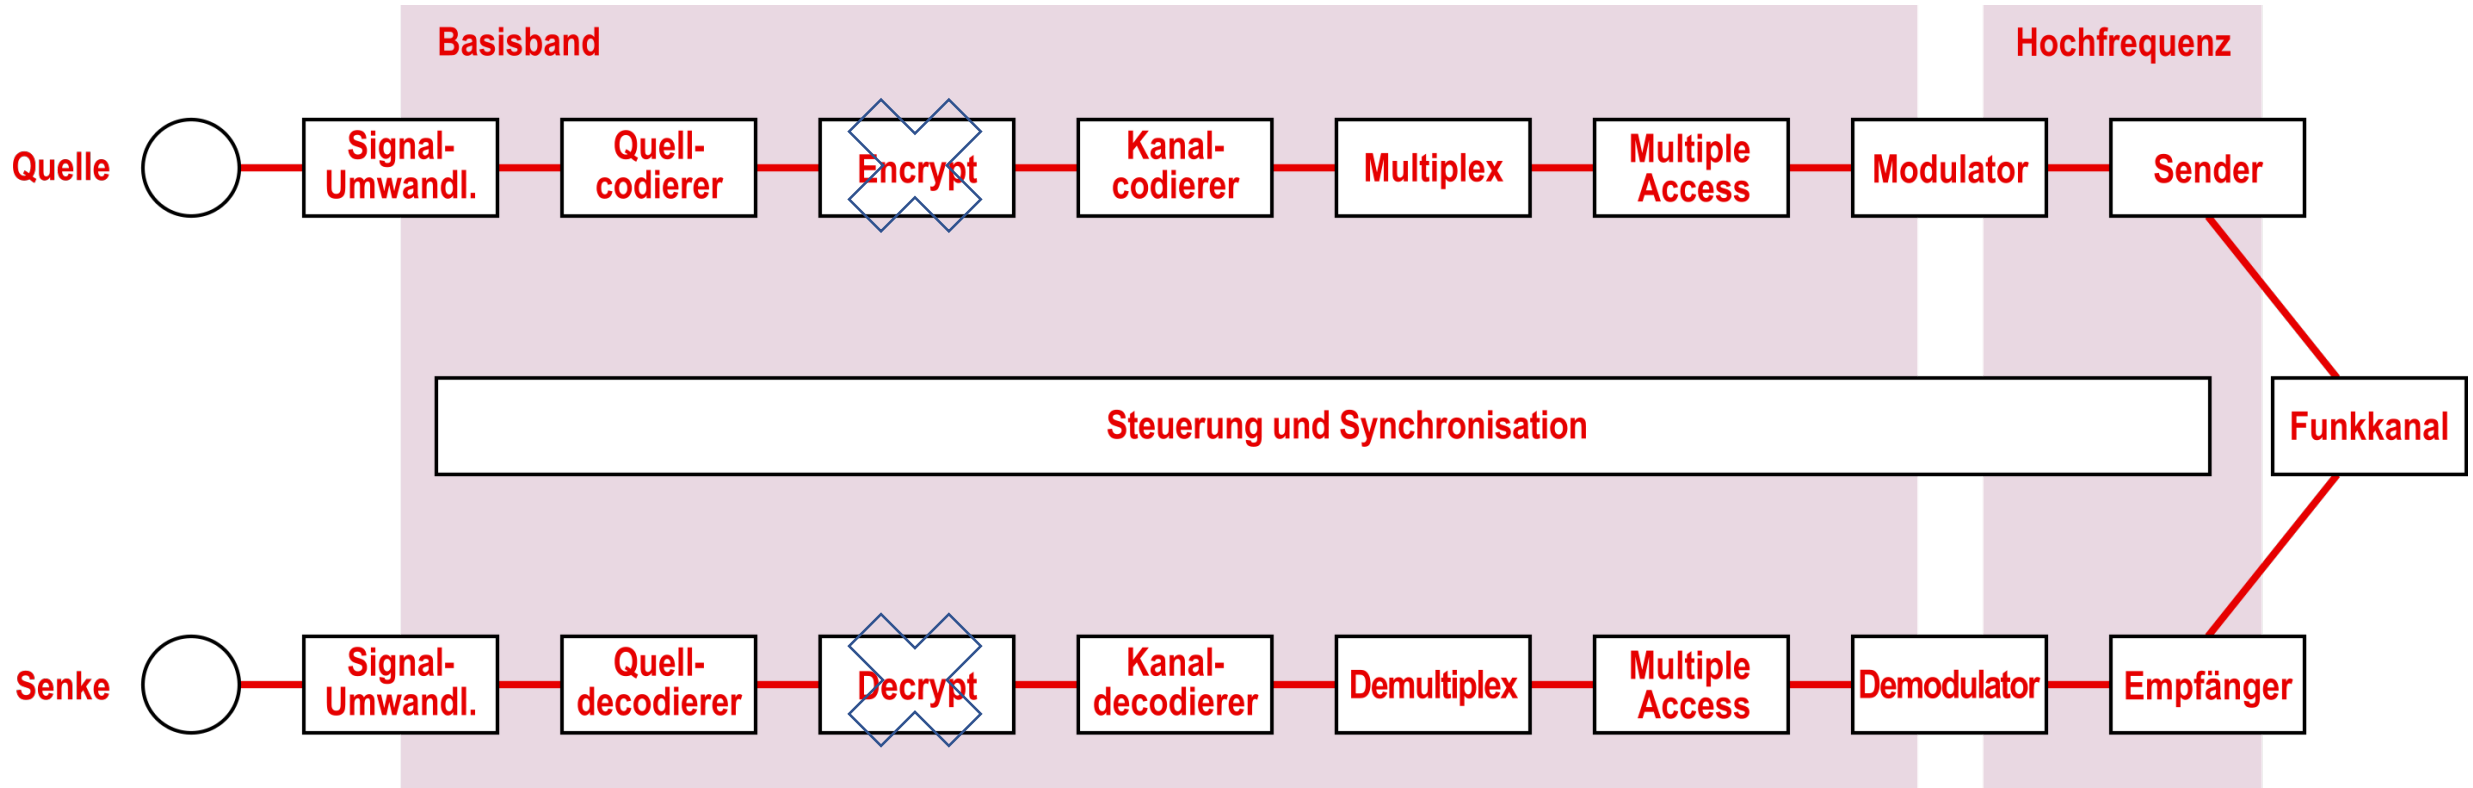 Basisband
Hochfrequenz
Quelle
Signal-
Umwandl.
Quell-
codierer
Encrypt
Kanal-
codierer
Multiplex
Multiple
Access
Modulator
Sender
Steuerung und Synchronisation
Funkkanal
Senke
Signal-
Umwandl.
Quell-
decodierer
Decrypt
Kanal-
decodierer
Demultiplex
Multiple
Access
Demodulator
Empfänger